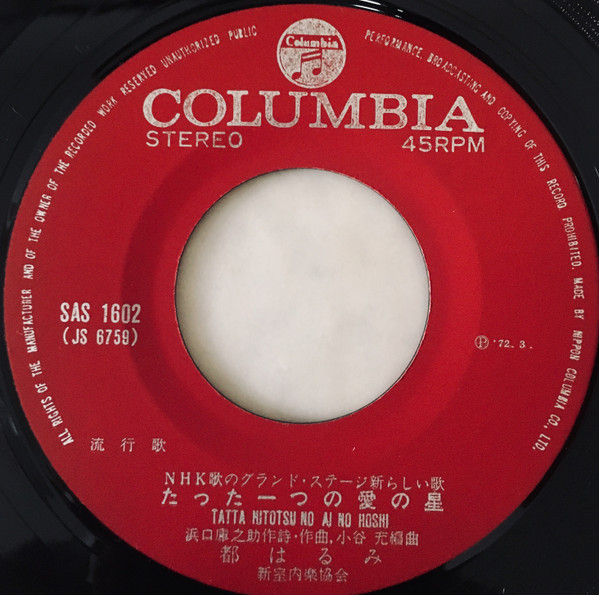 ALL RIGHTS OF THE MANUFACTURER AND OF THE OWNER OF THE RECORDED WORK RESERVED UNAUTHORIZED PUBLIC PERFORMANCE, BROADCASTING AND COPYING OF THIS RECORD PROHIBITED. MADE BY NIPPON COLUMBIA CO., LTD.
Columbia
COLUMBIA
STEREO 45RPM
SAS 1602
(JS 6759)
Ⓟ '72. 3.
流行歌
NHK歌のグランド・ステージ新らしい歌
たった一つの愛の星
TATTA HITOTSU NO AI NO HOSHI
浜口庫之助作詩・作曲, 小谷 充編曲
都はるみ
新室内楽協会